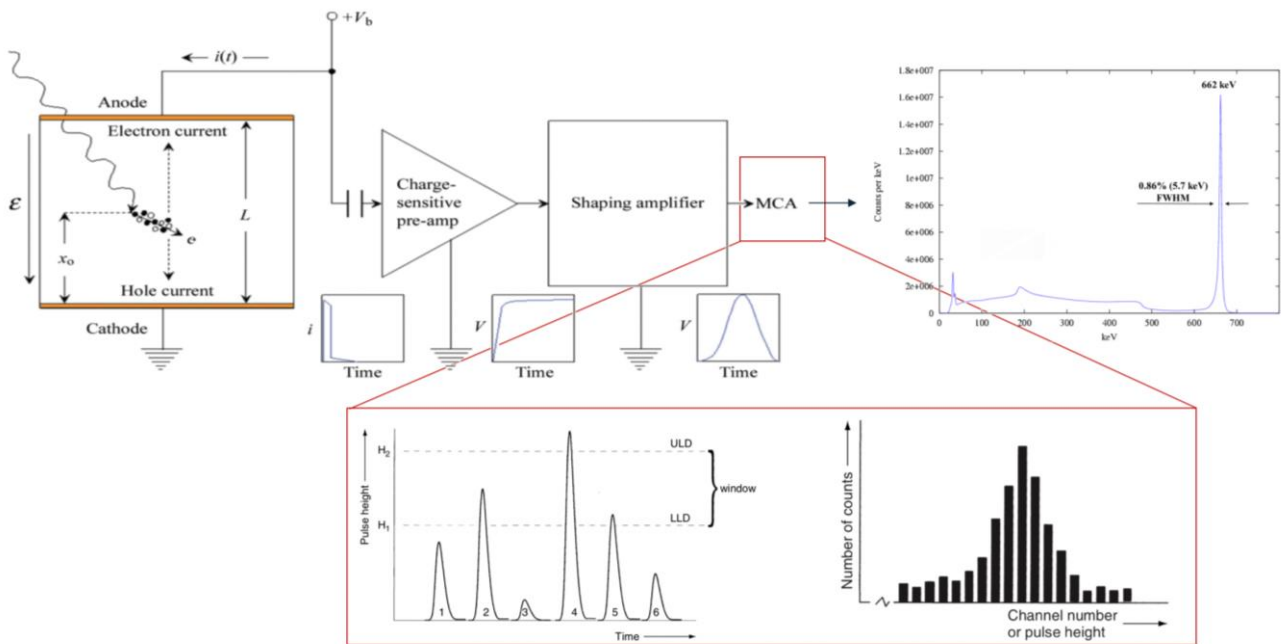 +V_b
i(t)
Anode
Electron current
ε
L
x_o
e
Hole current
Cathode
Charge-
sensitive
pre-amp
Shaping amplifier
MCA
i
Time
V
Time
V
Time
1.8e+007
1.6e+007
1.4e+007
1.2e+007
1e+007
8e+006
6e+006
4e+006
2e+006
0
Counts per keV
662 keV
0.86% (5.7 keV)
FWHM
0 100 200 300 400 500 600 700
keV
Pulse height
H_2
H_1
ULD
LLD
window
1 2 3 4 5 6
Time
Number of counts
Channel number
or pulse height